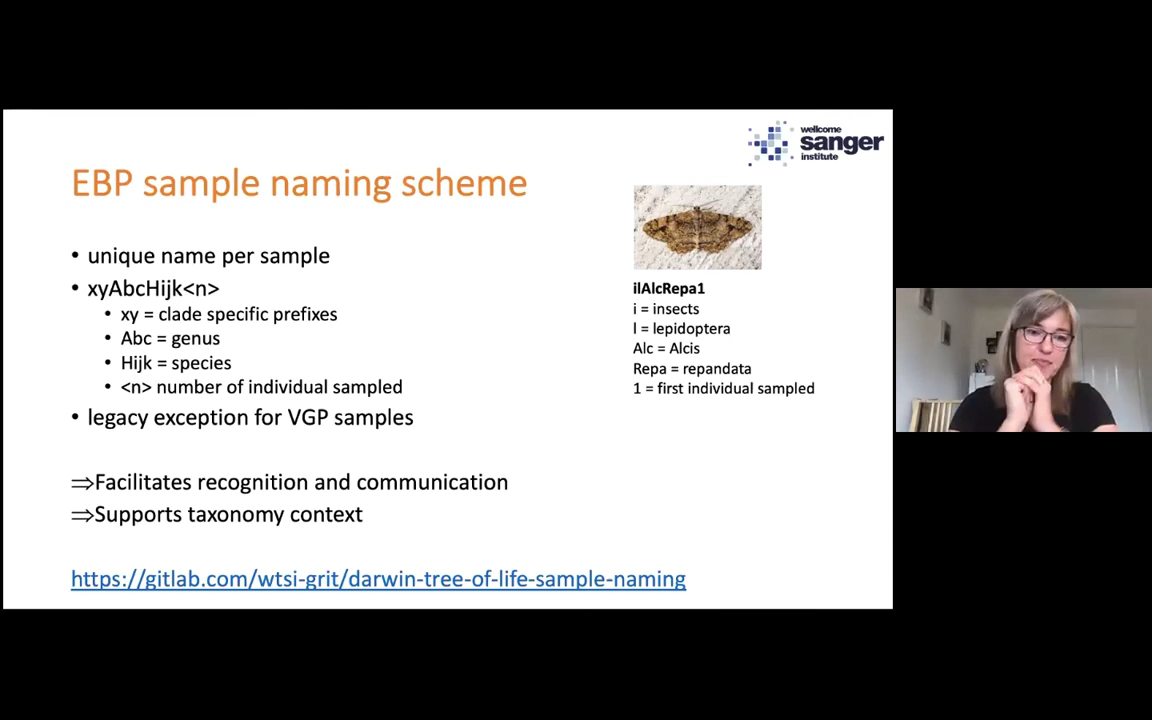 wellcome
sanger
institute
EBP sample naming scheme
• unique name per sample
• xyAbcHijk<n>
• xy = clade specific prefixes
• Abc = genus
• Hijk = species
• <n> number of individual sampled
• legacy exception for VGP samples
⇒Facilitates recognition and communication
⇒Supports taxonomy context
https://gitlab.com/wtsi-grit/darwin-tree-of-life-sample-naming
ilAlcRepa1
i = insects
l = lepidoptera
Alc = Alcis
Repa = repandata
1 = first individual sampled